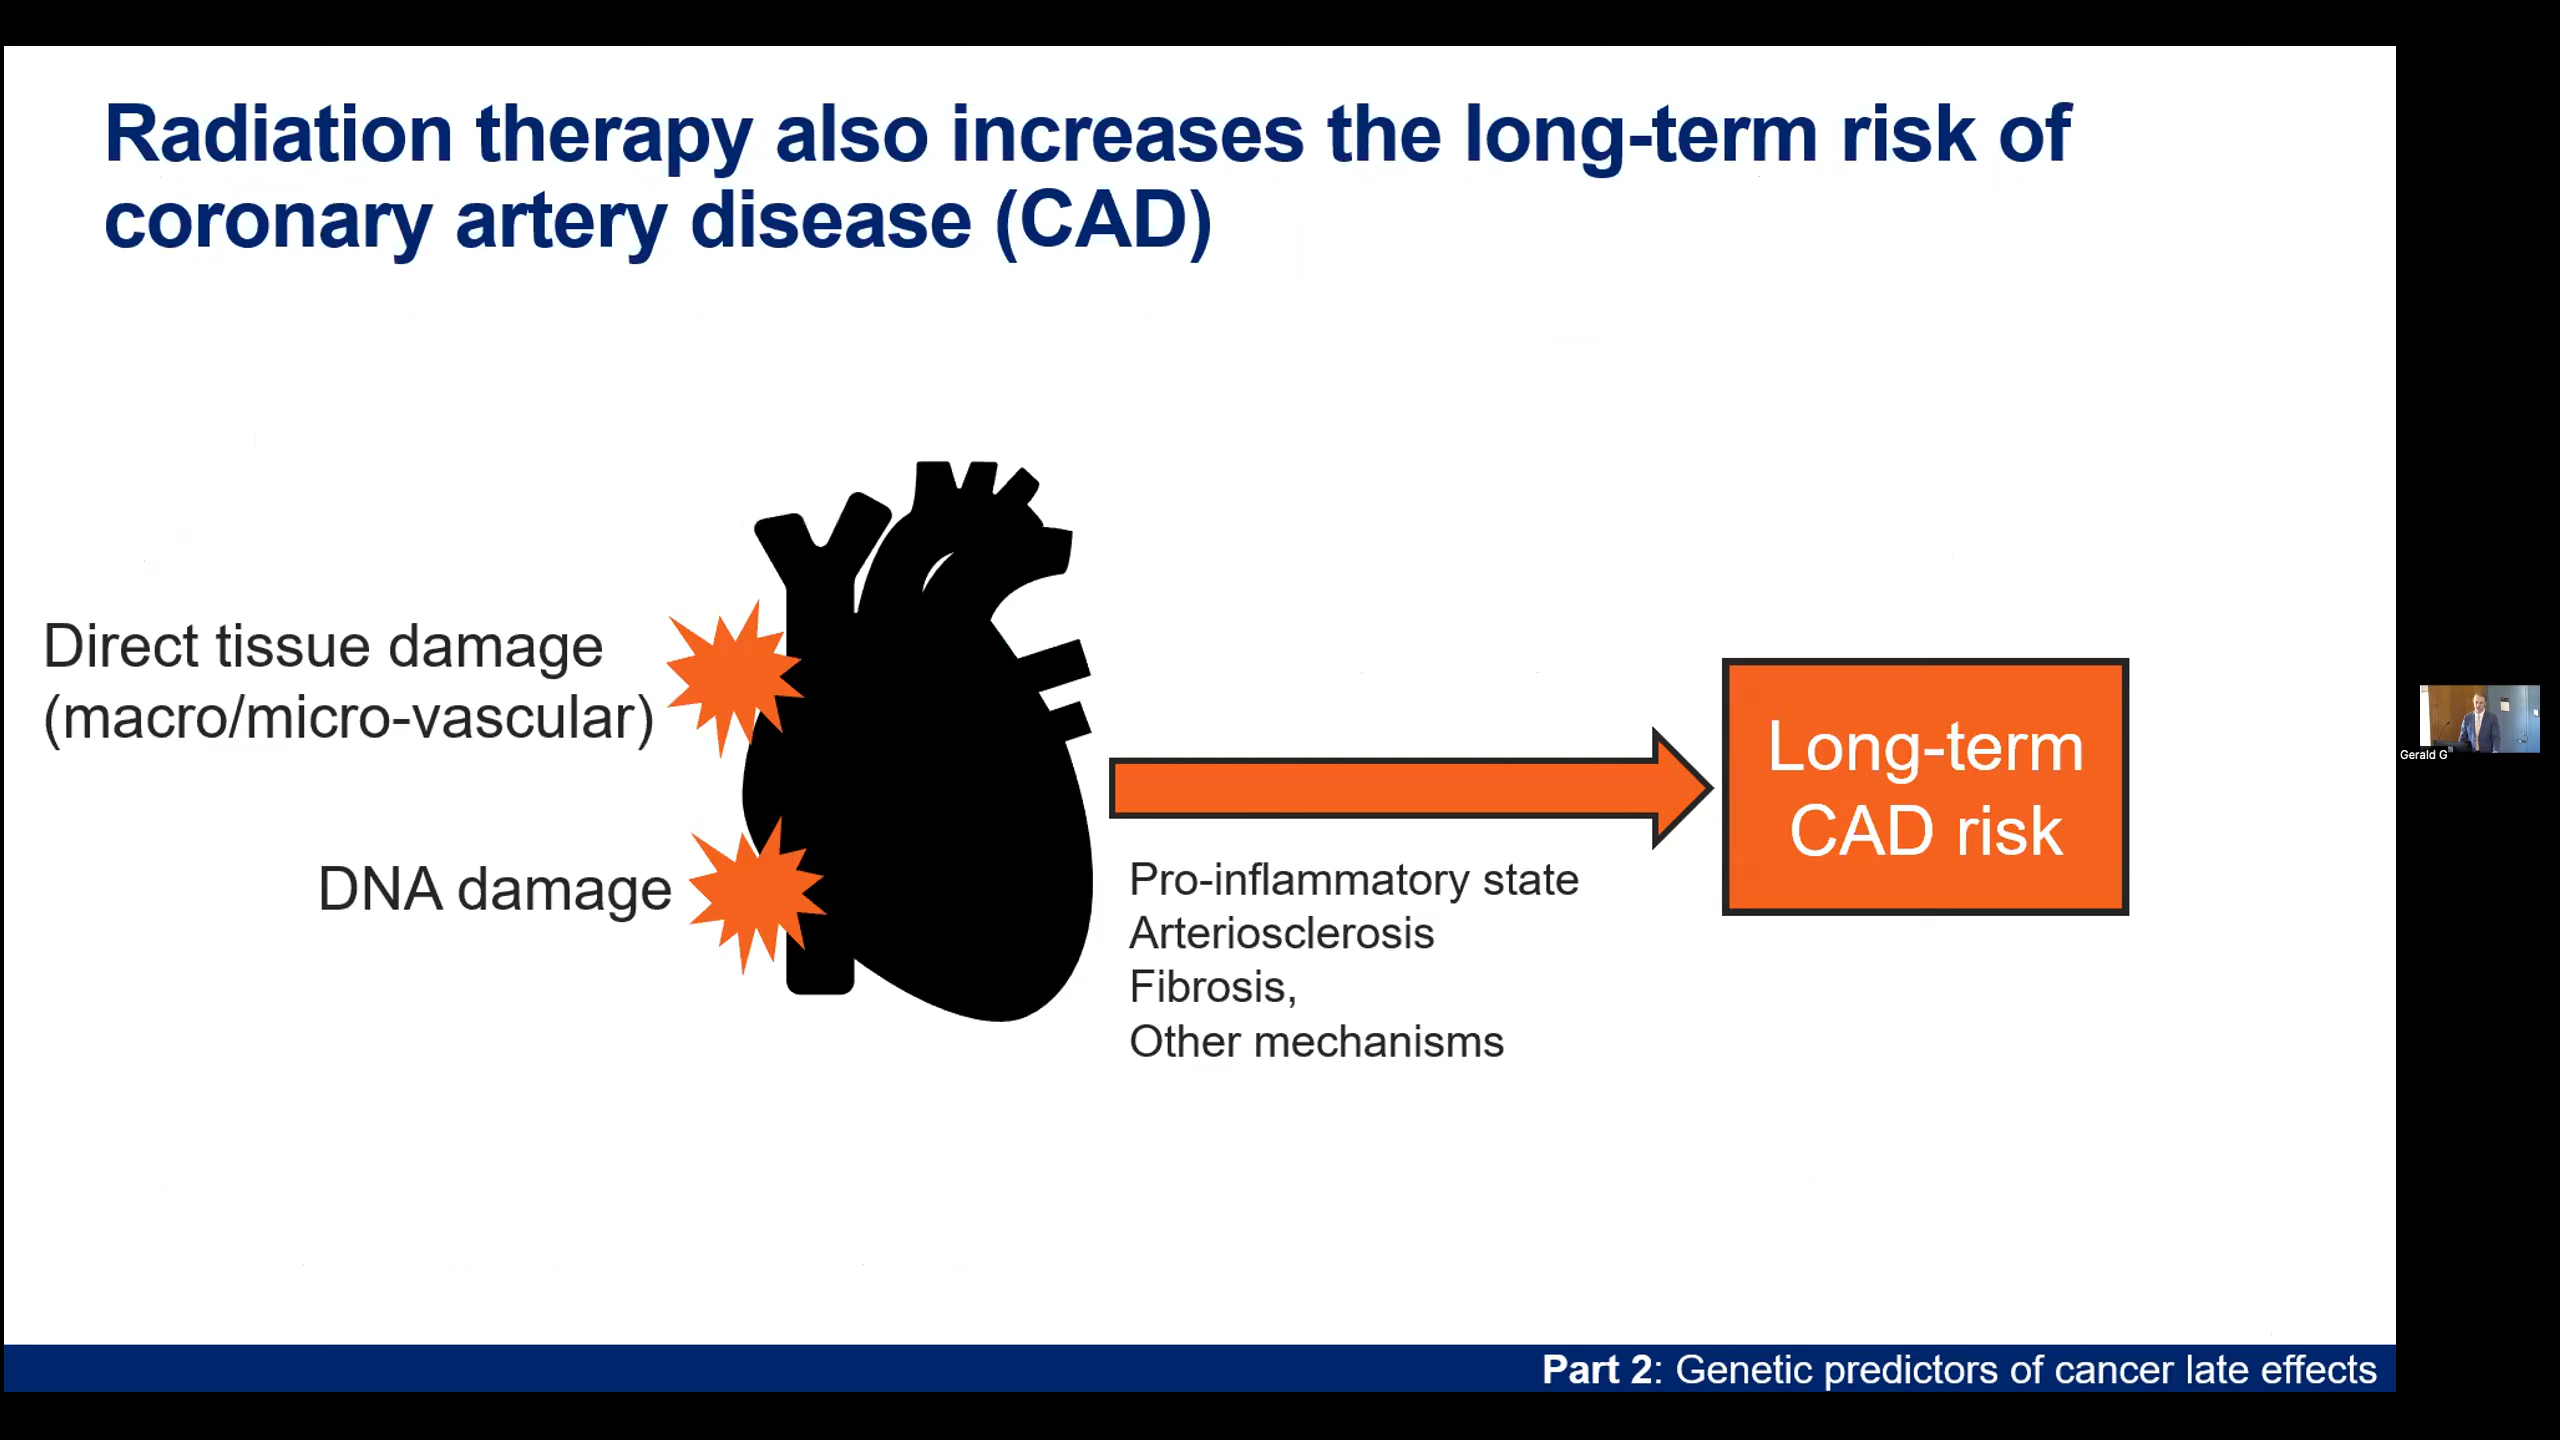 Radiation therapy also increases the long-term risk of
coronary artery disease (CAD)
Direct tissue damage
(macro/micro-vascular)
DNA damage
Pro-inflammatory state
Arteriosclerosis
Fibrosis,
Other mechanisms
Long-term
CAD risk
Gerald G
Part 2: Genetic predictors of cancer late effects